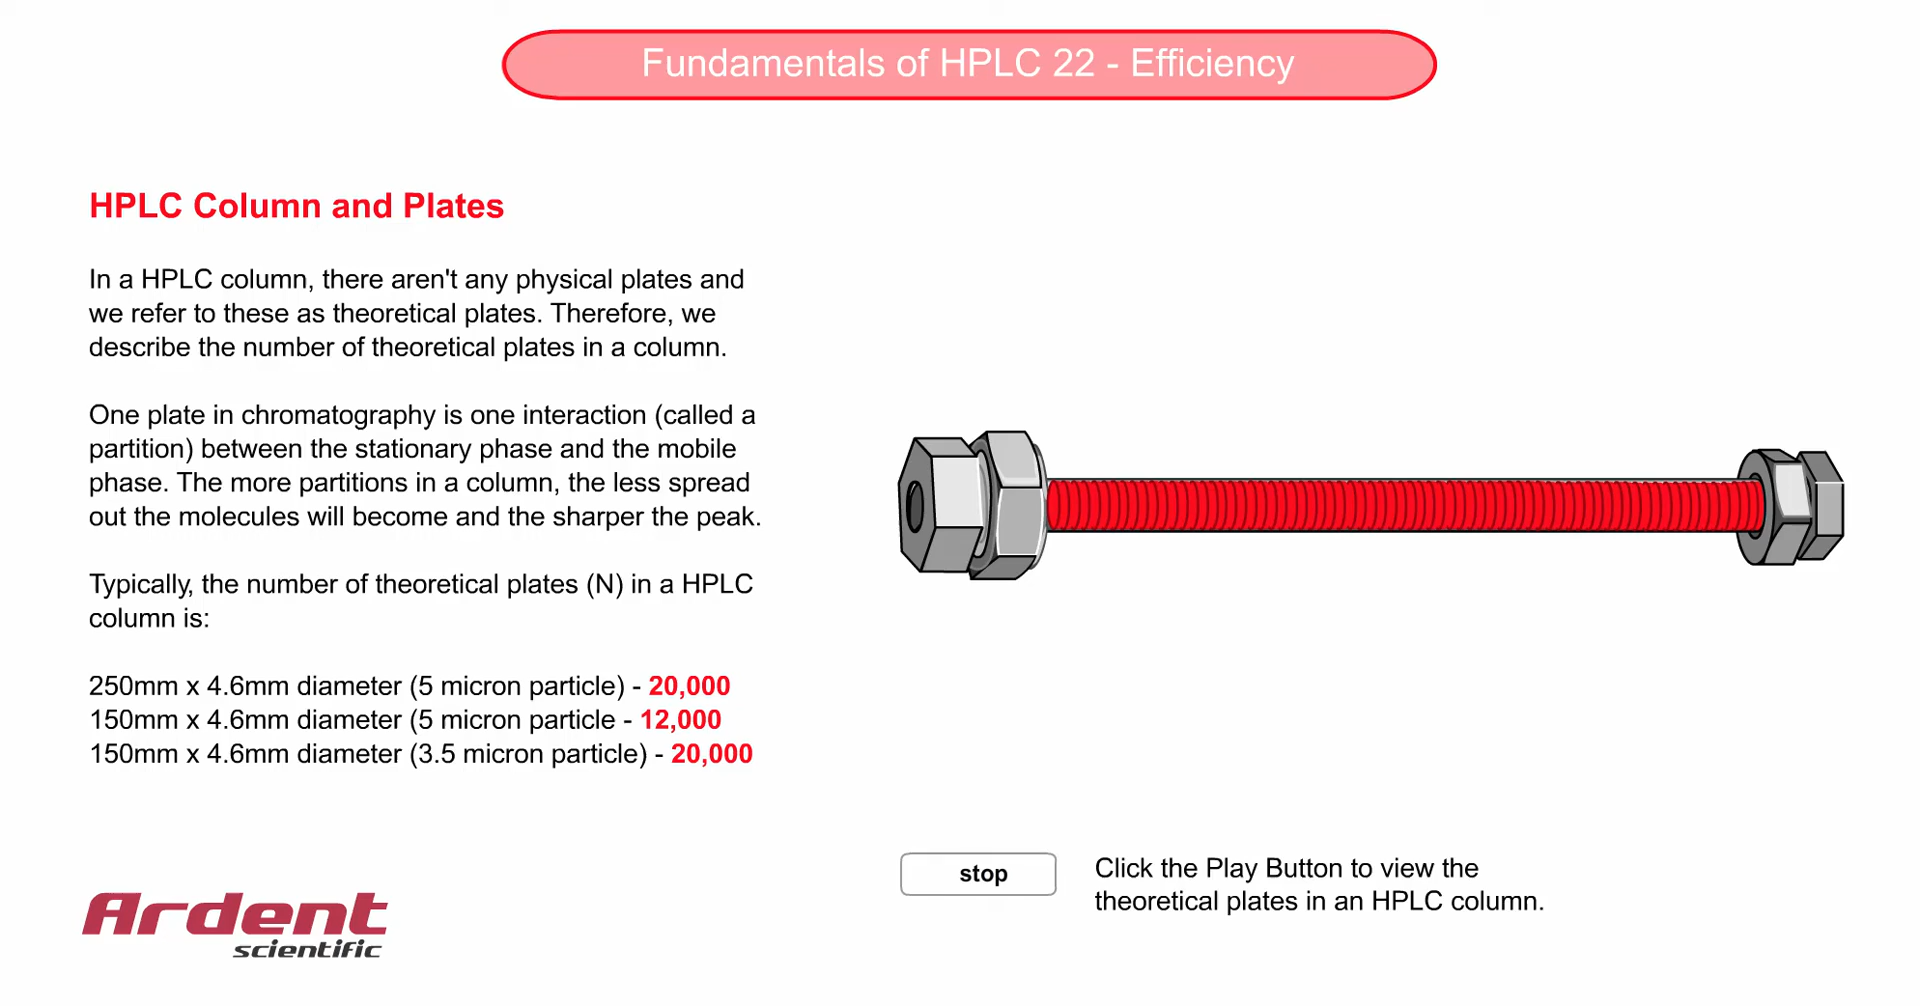 Fundamentals of HPLC 22 - Efficiency
HPLC Column and Plates
In a HPLC column, there aren't any physical plates and
we refer to these as theoretical plates. Therefore, we
describe the number of theoretical plates in a column.
One plate in chromatography is one interaction (called a
partition) between the stationary phase and the mobile
phase. The more partitions in a column, the less spread
out the molecules will become and the sharper the peak.
Typically, the number of theoretical plates (N) in a HPLC
column is:
250mm x 4.6mm diameter (5 micron particle) - 20,000
150mm x 4.6mm diameter (5 micron particle - 12,000
150mm x 4.6mm diameter (3.5 micron particle) - 20,000
stop
Click the Play Button to view the
theoretical plates in an HPLC column.
Ardent
scientific